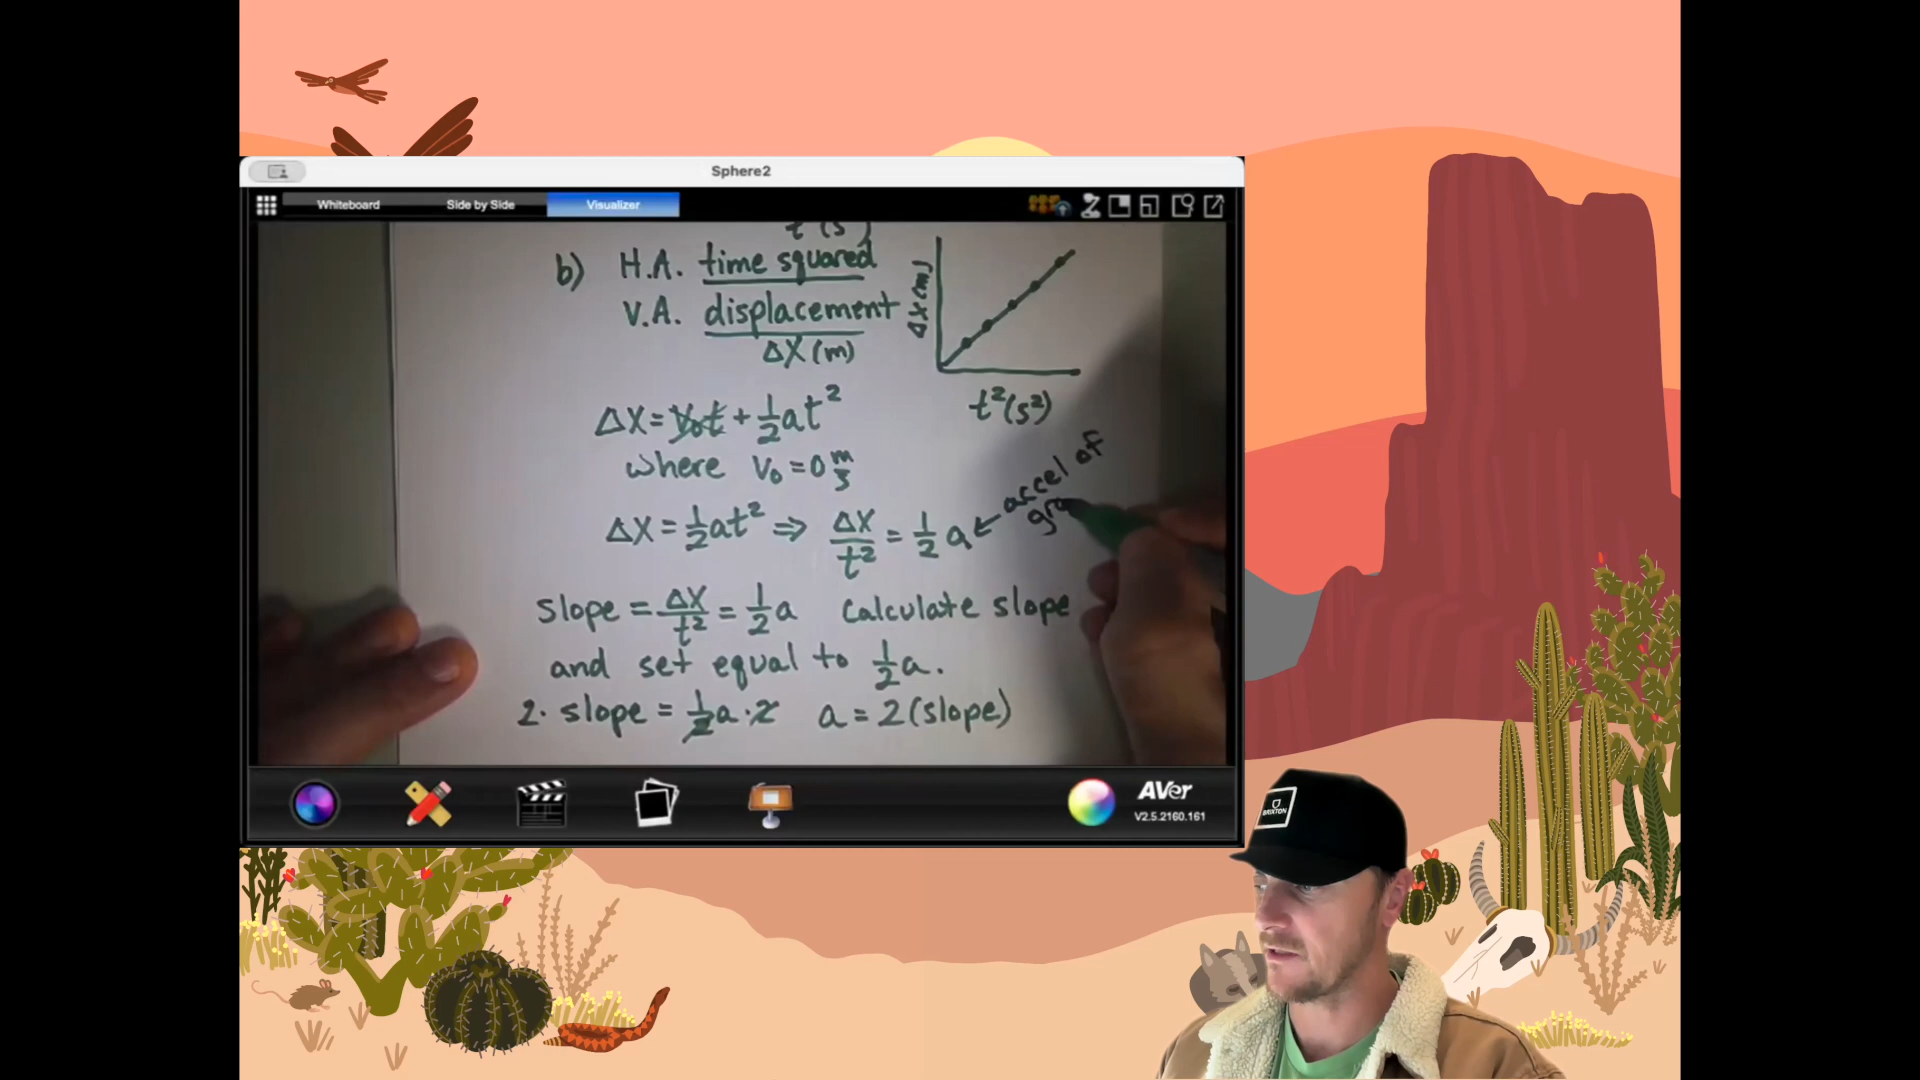 Sphere2
Whiteboard Side by Side Visualizer
t (s)
b) H.A. time squared
V.A. displacement
ΔX (m)
ΔX (m)
t²(s²)
ΔX = V₀t + ½at²
where V₀ = 0 m/s
ΔX = ½at² ⇒ ΔX/t² = ½a ← accel of
gra
Slope = ΔX/t² = ½a Calculate slope
and set equal to ½a.
2· slope = ½a·2 a = 2(slope)
AVer
V2.5.2160.161
BRIXTON